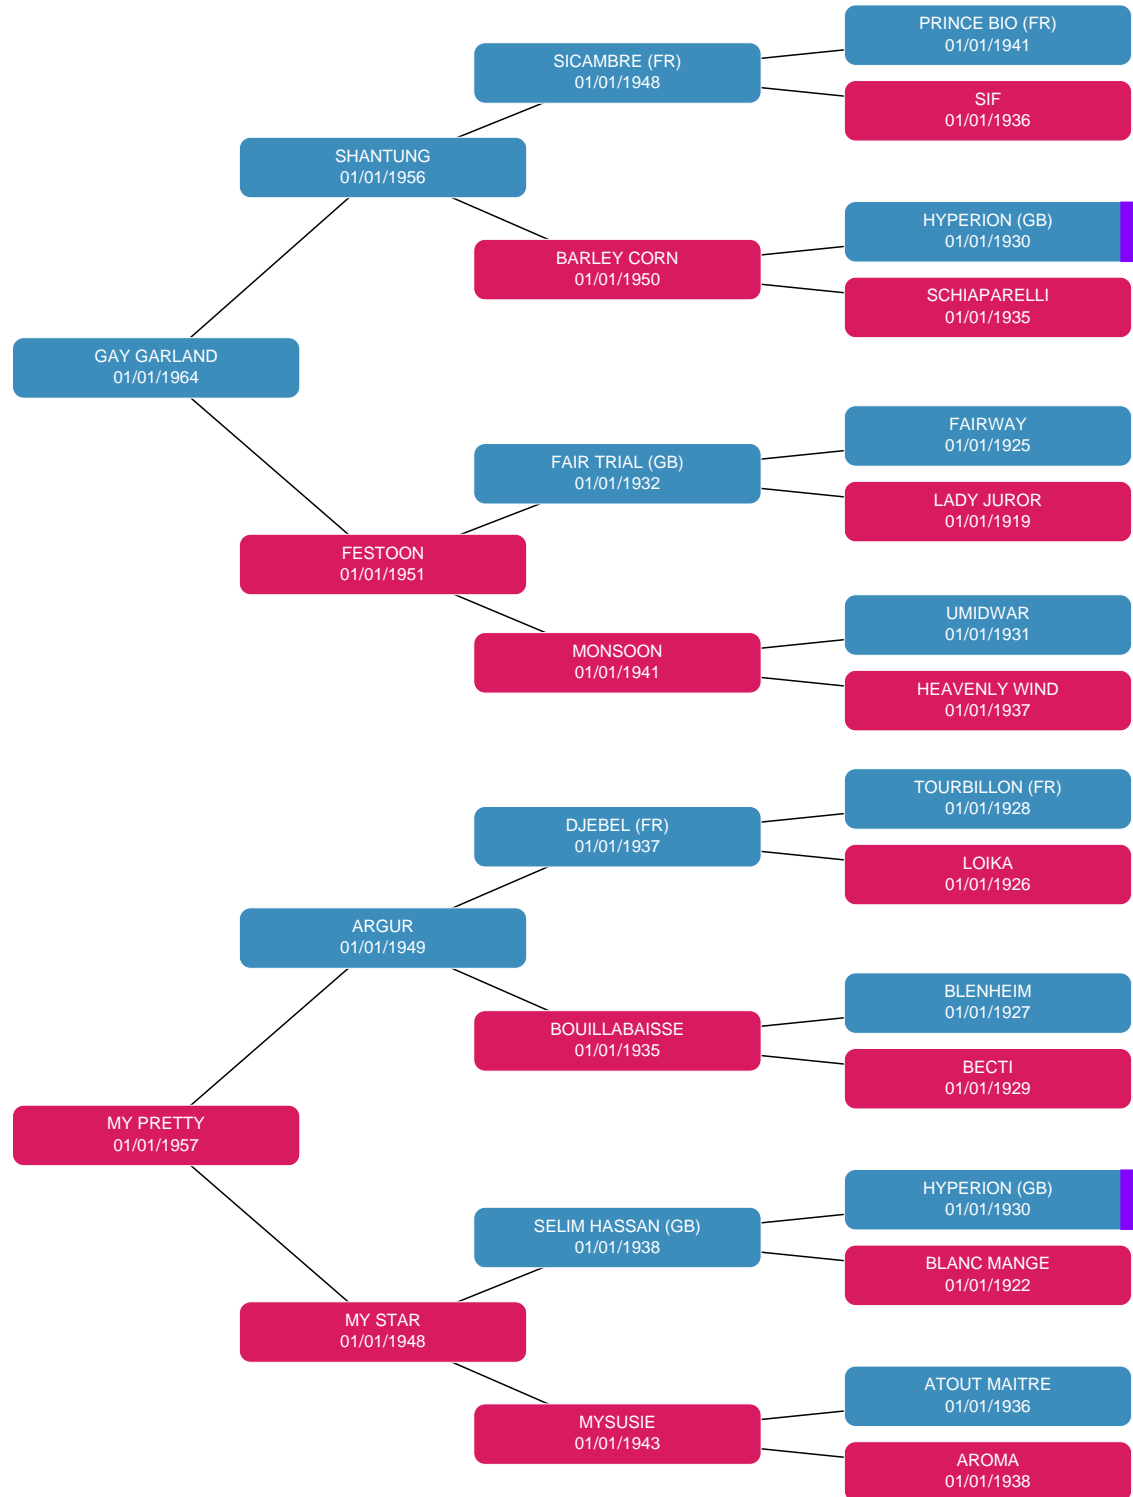 PRINCE BIO (FR)
01/01/1941
SICAMBRE (FR)
01/01/1948
SIF
01/01/1936
SHANTUNG
01/01/1956
HYPERION (GB)
01/01/1930
BARLEY CORN
01/01/1950
SCHIAPARELLI
01/01/1935
GAY GARLAND
01/01/1964
FAIRWAY
01/01/1925
FAIR TRIAL (GB)
01/01/1932
LADY JUROR
01/01/1919
FESTOON
01/01/1951
UMIDWAR
01/01/1931
MONSOON
01/01/1941
HEAVENLY WIND
01/01/1937
TOURBILLON (FR)
01/01/1928
DJEBEL (FR)
01/01/1937
LOIKA
01/01/1926
ARGUR
01/01/1949
BLENHEIM
01/01/1927
BOUILLABAISSE
01/01/1935
BECTI
01/01/1929
MY PRETTY
01/01/1957
HYPERION (GB)
01/01/1930
SELIM HASSAN (GB)
01/01/1938
BLANC MANGE
01/01/1922
MY STAR
01/01/1948
ATOUT MAITRE
01/01/1936
MYSUSIE
01/01/1943
AROMA
01/01/1938